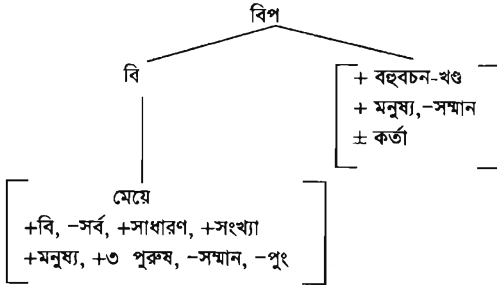 বিপ
বি
+ বহুবচন-খণ্ড
+ মনুষ্য, -সম্মান
± কর্তা
মেয়ে
+বি, -সর্ব, +সাধারণ, +সংখ্যা
+মনুষ্য, +৩ পুরুষ, -সম্মান, -পুং